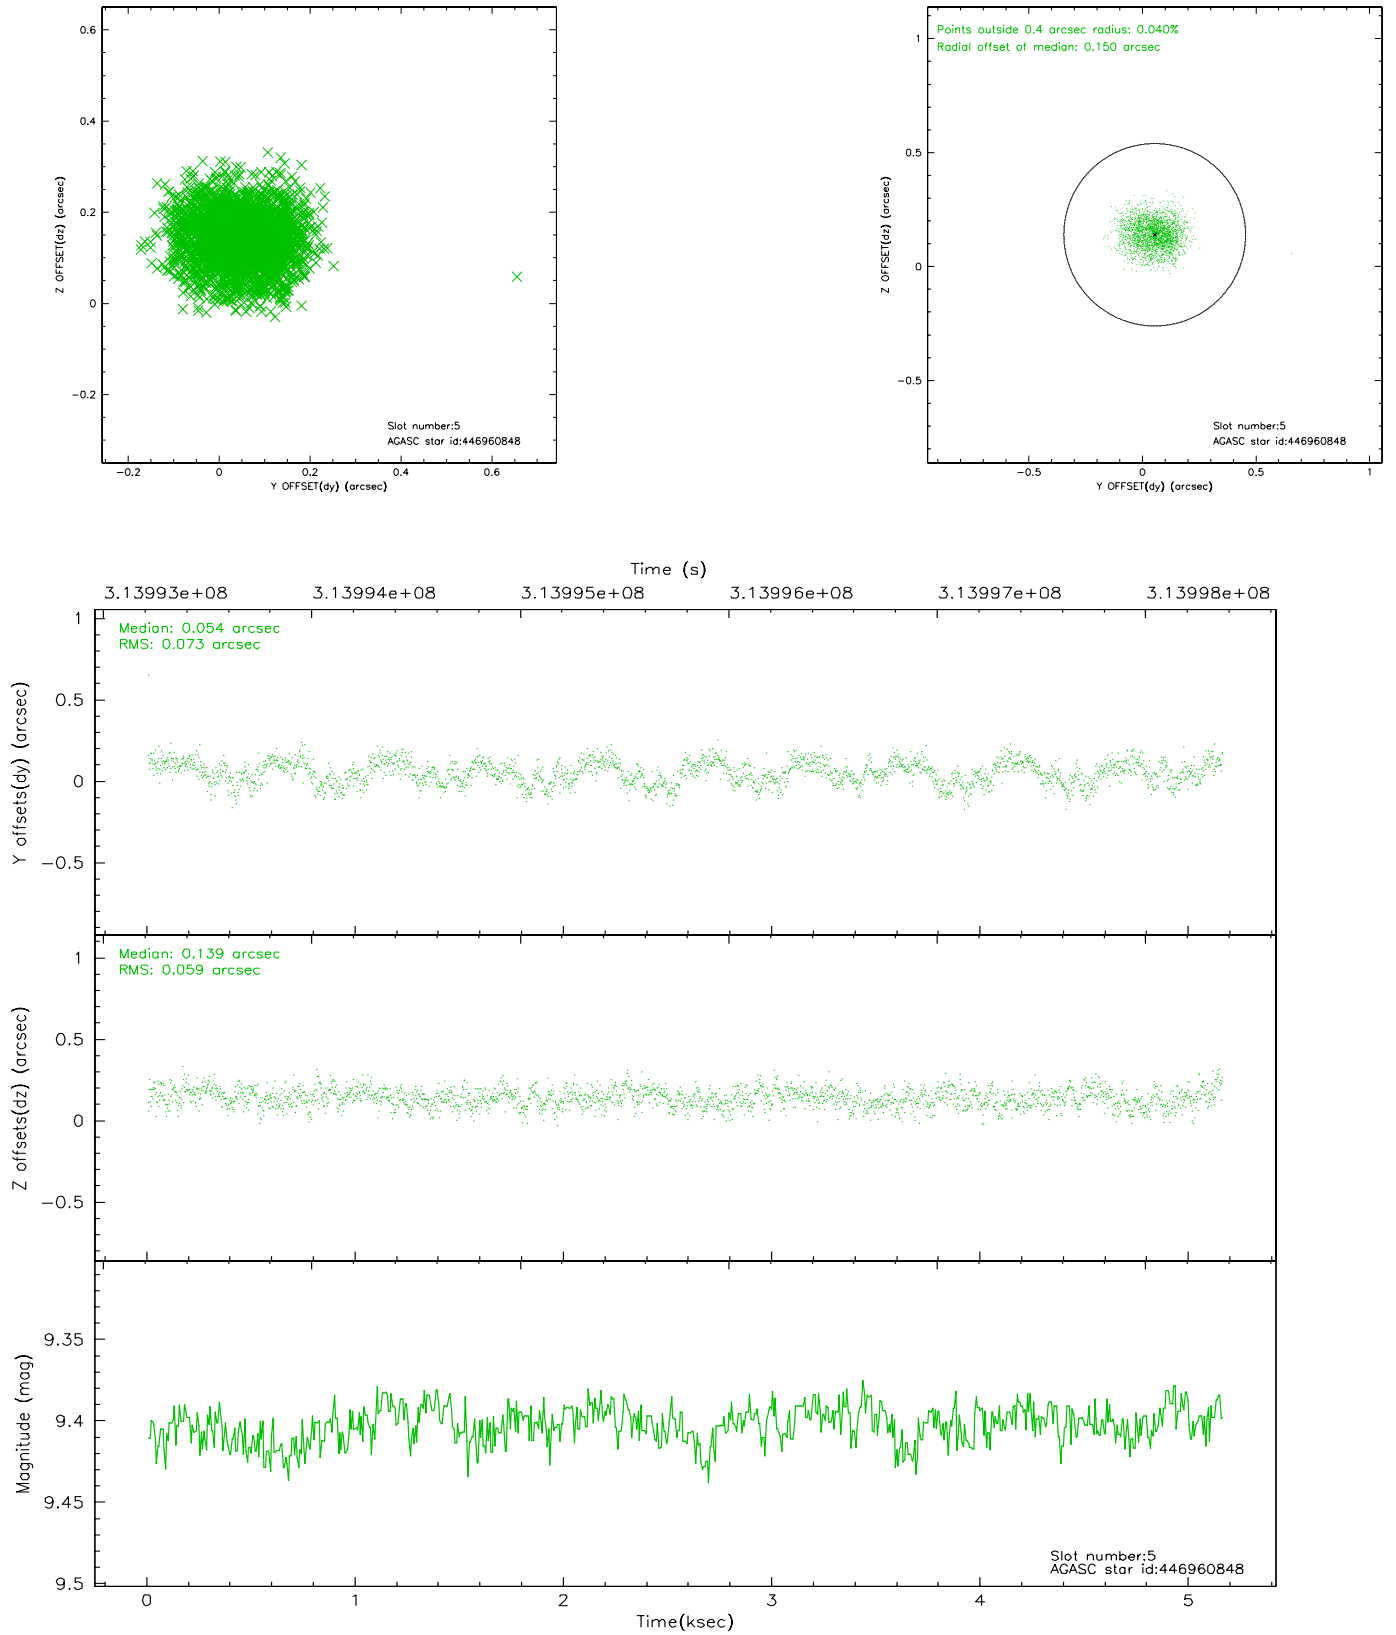 0.6
0.4
0.2
0
−0.2
Z OFFSET(dz) (arcsec)
Slot number:5
AGASC star id:446960848
−0.2 0 0.2 0.4 0.6
Y OFFSET(dy) (arcsec)
Points outside 0.4 arcsec radius: 0.040%
Radial offset of median: 0.150 arcsec
1
0.5
0
−0.5
Z OFFSET(dz) (arcsec)
Slot number:5
AGASC star id:446960848
−0.5 0 0.5 1
Y OFFSET(dy) (arcsec)
Time (s)
3.13993e+08 3.13994e+08 3.13995e+08 3.13996e+08 3.13997e+08 3.13998e+08
Median: 0.054 arcsec
RMS: 0.073 arcsec
1
0.5
0
−0.5
Y offsets(dy) (arcsec)
Median: 0.139 arcsec
RMS: 0.059 arcsec
1
0.5
0
−0.5
Z offsets(dz) (arcsec)
9.35
9.4
9.45
9.5
Magnitude (mag)
Slot number:5
AGASC star id:446960848
0 1 2 3 4 5
Time(ksec)